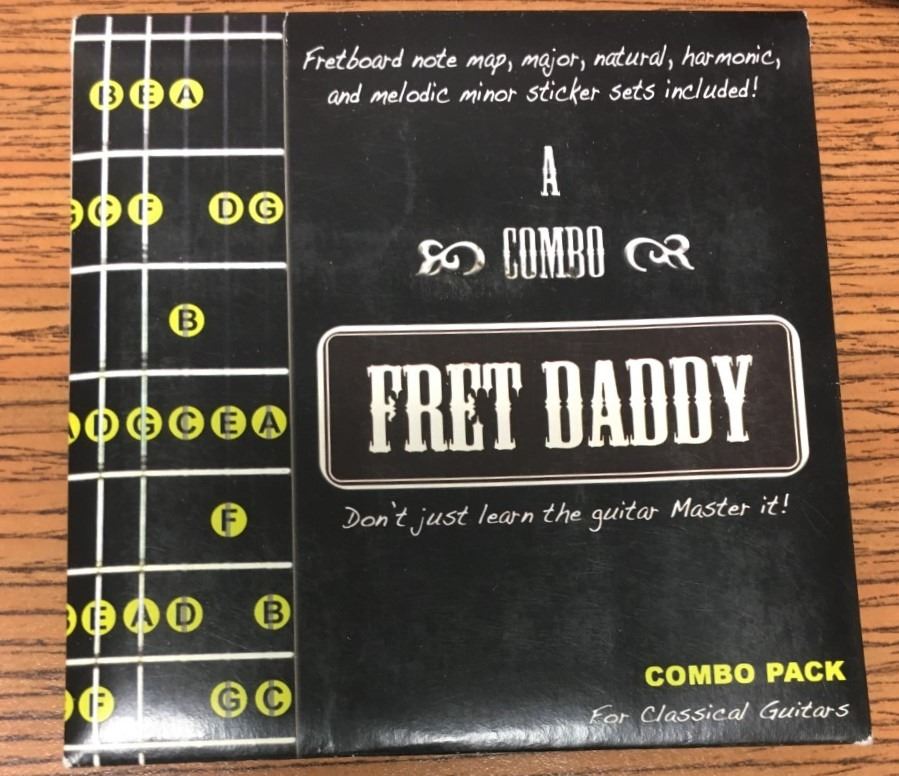 Fretboard note map, major, natural, harmonic,
and melodic minor sticker sets included!
A
COMBO
FRET DADDY
Don't just learn the guitar Master it!
COMBO PACK
For Classical Guitars
B E A
C F D G
B
D G C E A
F
E A D B
F G C